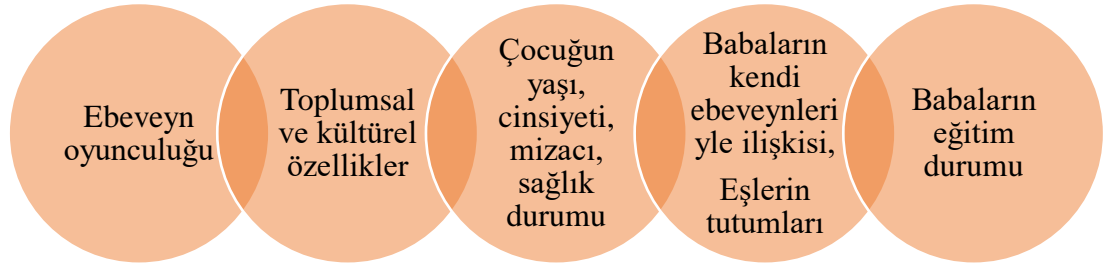 Ebeveyn
oyunculuğu
Toplumsal
ve kültürel
özellikler
Çocuğun
yaşı,
cinsiyeti,
mizacı,
sağlık
durumu
Babaların
kendi
ebeveynleri
yle ilişkisi,
Eşlerin
tutumları
Babaların
eğitim
durumu